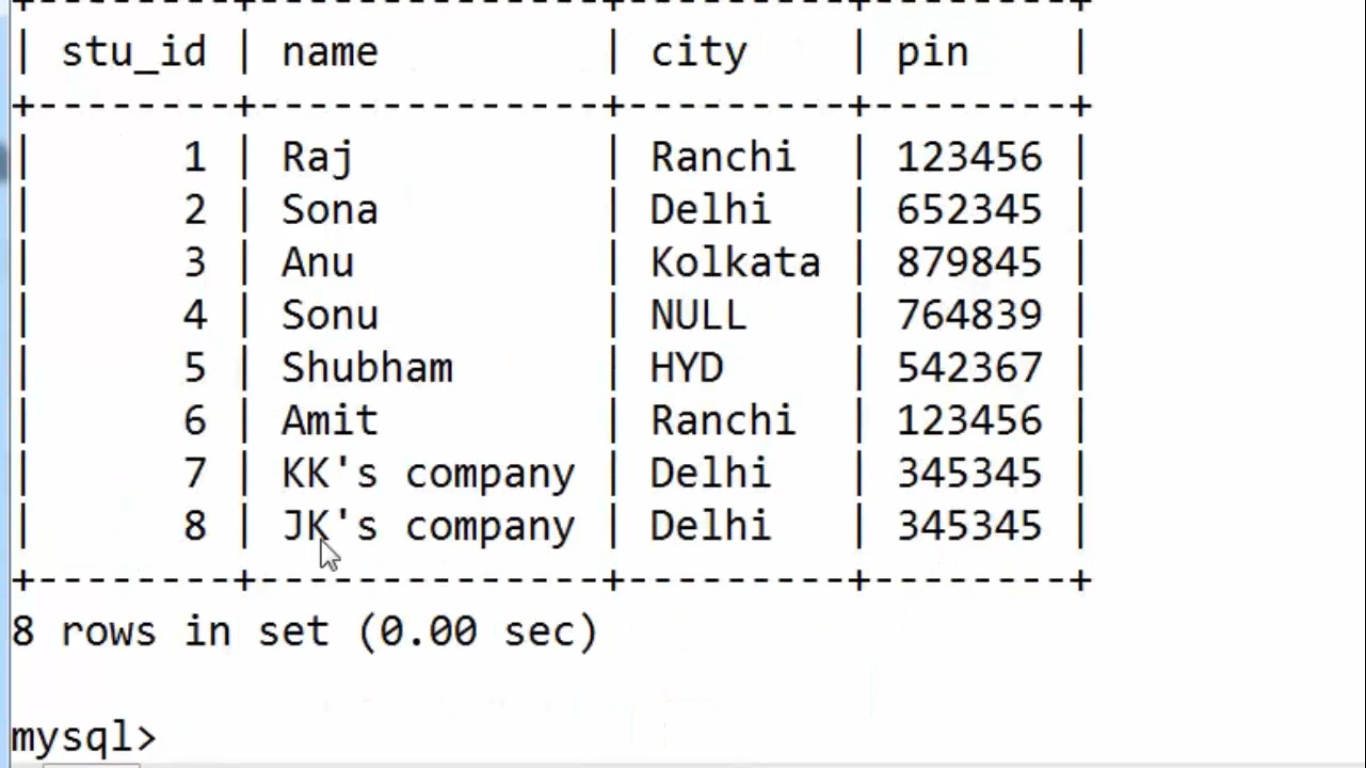 +--------+--------------+---------+--------+
| stu_id | name         | city    | pin    |
+--------+--------------+---------+--------+
|      1 | Raj          | Ranchi  | 123456 |
|      2 | Sona         | Delhi   | 652345 |
|      3 | Anu          | Kolkata | 879845 |
|      4 | Sonu         | NULL    | 764839 |
|      5 | Shubham      | HYD     | 542367 |
|      6 | Amit         | Ranchi  | 123456 |
|      7 | KK's company | Delhi   | 345345 |
|      8 | JK's company | Delhi   | 345345 |
+--------+--------------+---------+--------+
8 rows in set (0.00 sec)
mysql>